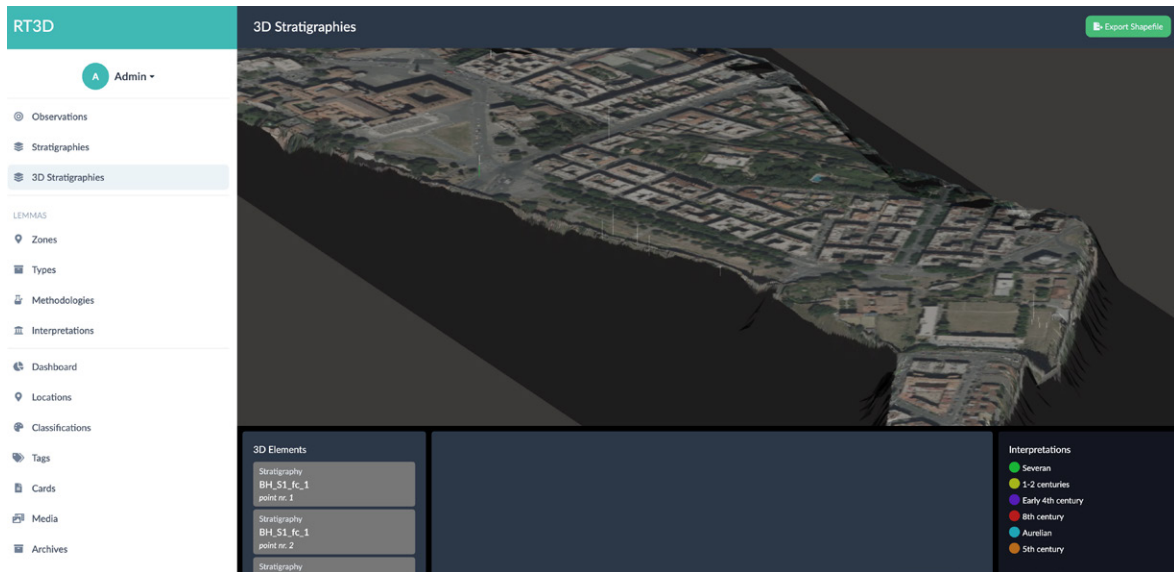 RT3D
3D Stratigraphies
Export Shapefile
A Admin
Observations
Stratigraphies
3D Stratigraphies
LEMMAS
Zones
Types
Methodologies
Interpretations
Dashboard
Locations
Classifications
Tags
Cards
Media
Archives
3D Elements
Stratigraphy
BH_S1_fc_1
point nr. 1
Stratigraphy
BH_S1_fc_1
point nr. 2
Stratigraphy
Interpretations
Severan
1-2 centuries
Early 4th century
8th century
Aurelian
5th century